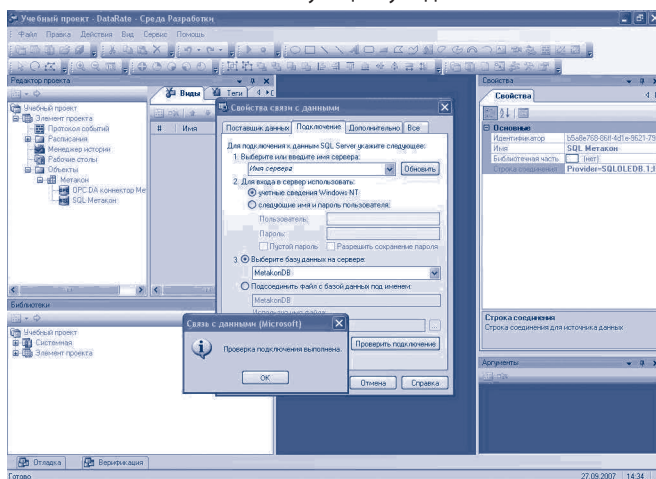 Учебный проект - DataRate - Среда Разработки
Файл Правка Действия Вид Сервис Помощь
Редактор проекта
Учебный проект
Элемент проекта
Протокол событий
Расписания
Менеджер истории
Рабочие столы
Объекты
Метакон
OPC DA коннектор Ме
SQL Метакон
Виды Теги
# Имя
Свойства связи с данными
Поставщик данных Подключение Дополнительно Все
Для подключения к данным SQL Server укажите следующее:
1. Выберите или введите имя сервера:
Имя сервера Обновить
2. Для входа в сервер использовать:
учетные сведения Windows NT
следующие имя и пароль пользователя:
Пользователь:
Пароль:
Пустой пароль Разрешить сохранение пароля
3. Выберите базу данных на сервере:
MetakonDB
Подсоединить файл с базой данных под именем:
MetakonDB
Использовать имя файла:
Проверить подключение
Отмена Справка
Связь с данными (Microsoft)
Проверка подключения выполнена.
OK
Свойства
Свойства
Основные
Идентификатор
Имя SQL Метакон
Библиотечная часть (нет)
Строка соединения Provider=SQLOLEDB.1;I
Строка соединения
Строка соединения для источника данных
Аргументы
Библиотеки
Учебный проект
Системная
Элемент проекта
Отладка Верификация
Готово 27.09.2007 14:34